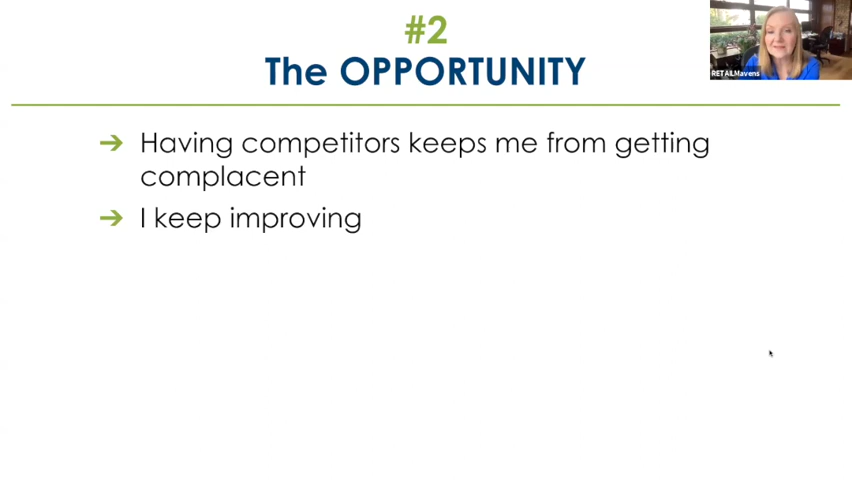 #2
The OPPORTUNITY
RETAILMavens
➔ Having competitors keeps me from getting
complacent
➔ I keep improving